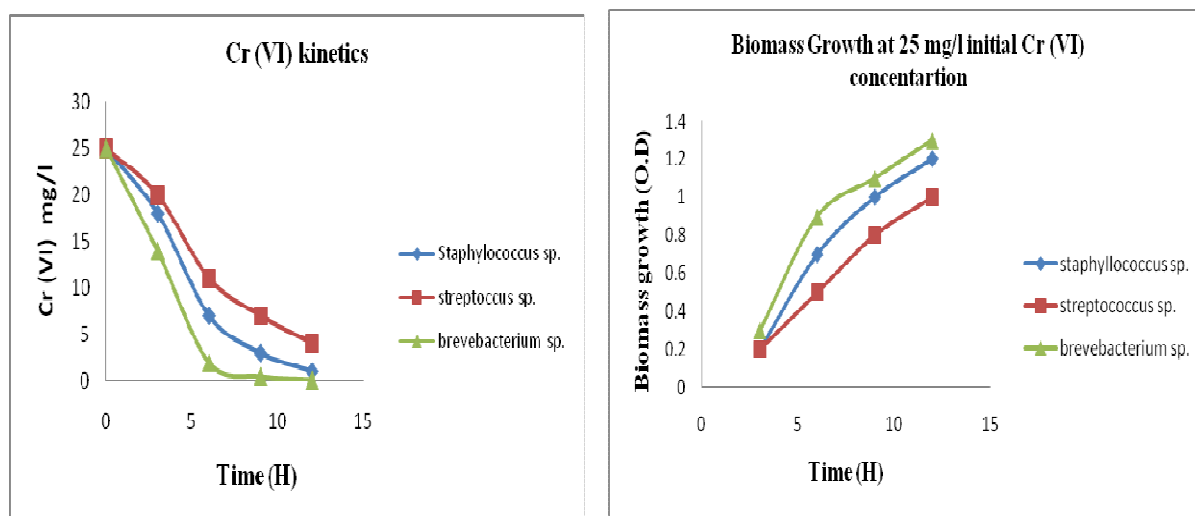 Cr (VI) kinetics
30
25
20
15
10
5
0
Cr (VI) mg/l
0 5 10 15
Time (H)
Staphylococcus sp.
streptoccus sp.
brevebacterium sp.
Biomass Growth at 25 mg/l initial Cr (VI)
concentartion
1.4
1.2
1
0.8
0.6
0.4
0.2
0
Biomass growth (O.D)
0 5 10 15
Time (H)
staphyllococcus sp.
streptococcus sp.
brevebacterium sp.